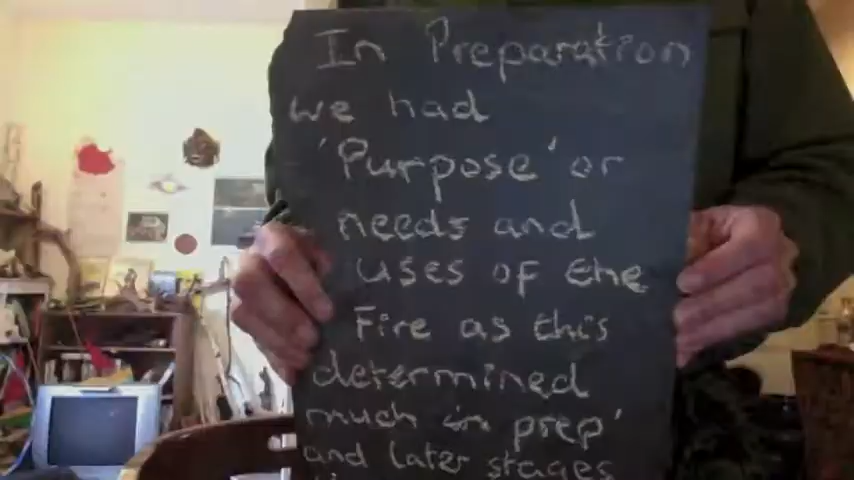 In Preparation
we had
'Purpose' or
needs and
uses of the
Fire as this
determined
much in prep'
and later stages